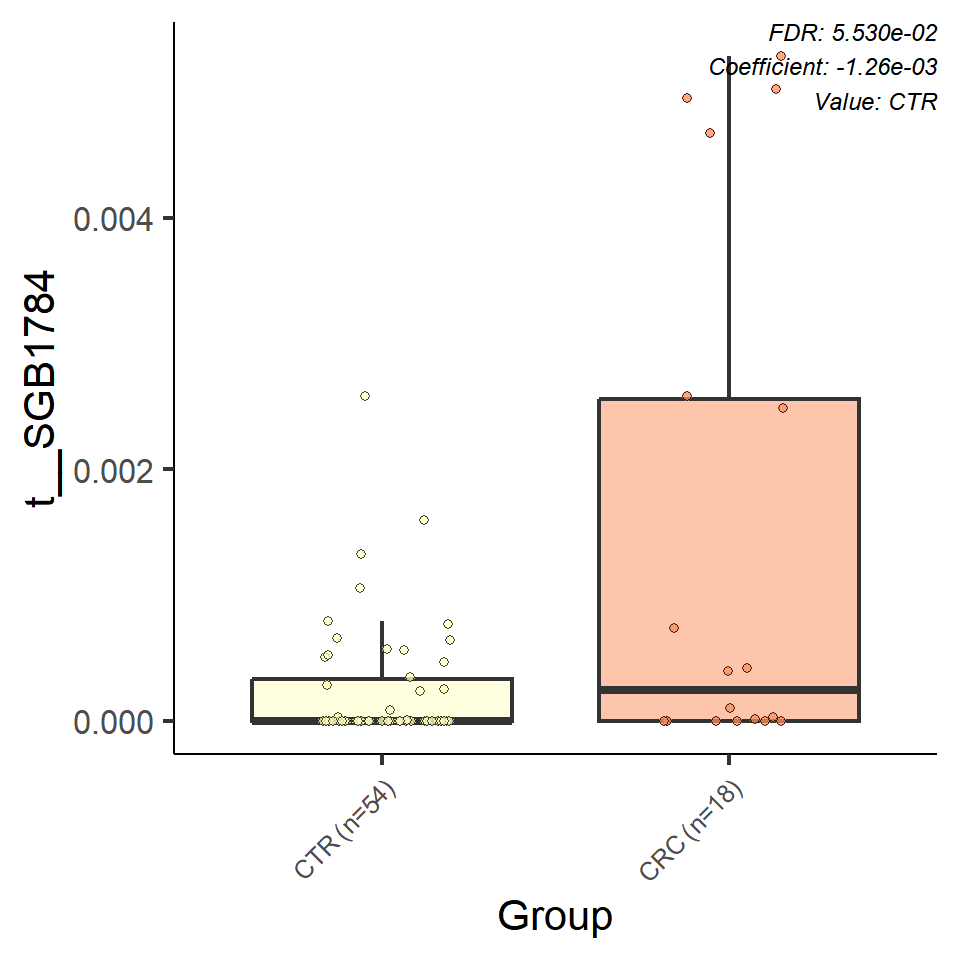 FDR: 5.530e-02
Coefficient: -1.26e-03
Value: CTR
t__SGB1784
0.004
0.002
0.000
CTR (n=54)
CRC (n=18)
Group